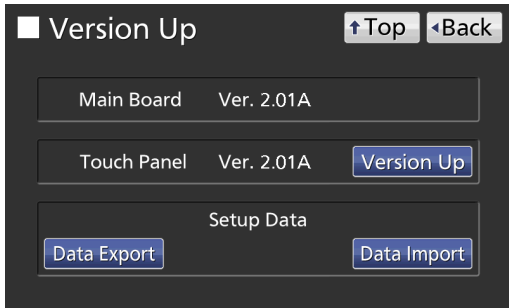 Version Up
Top
Back
Main Board Ver. 2.01A
Touch Panel Ver. 2.01A Version Up
Setup Data
Data Export Data Import